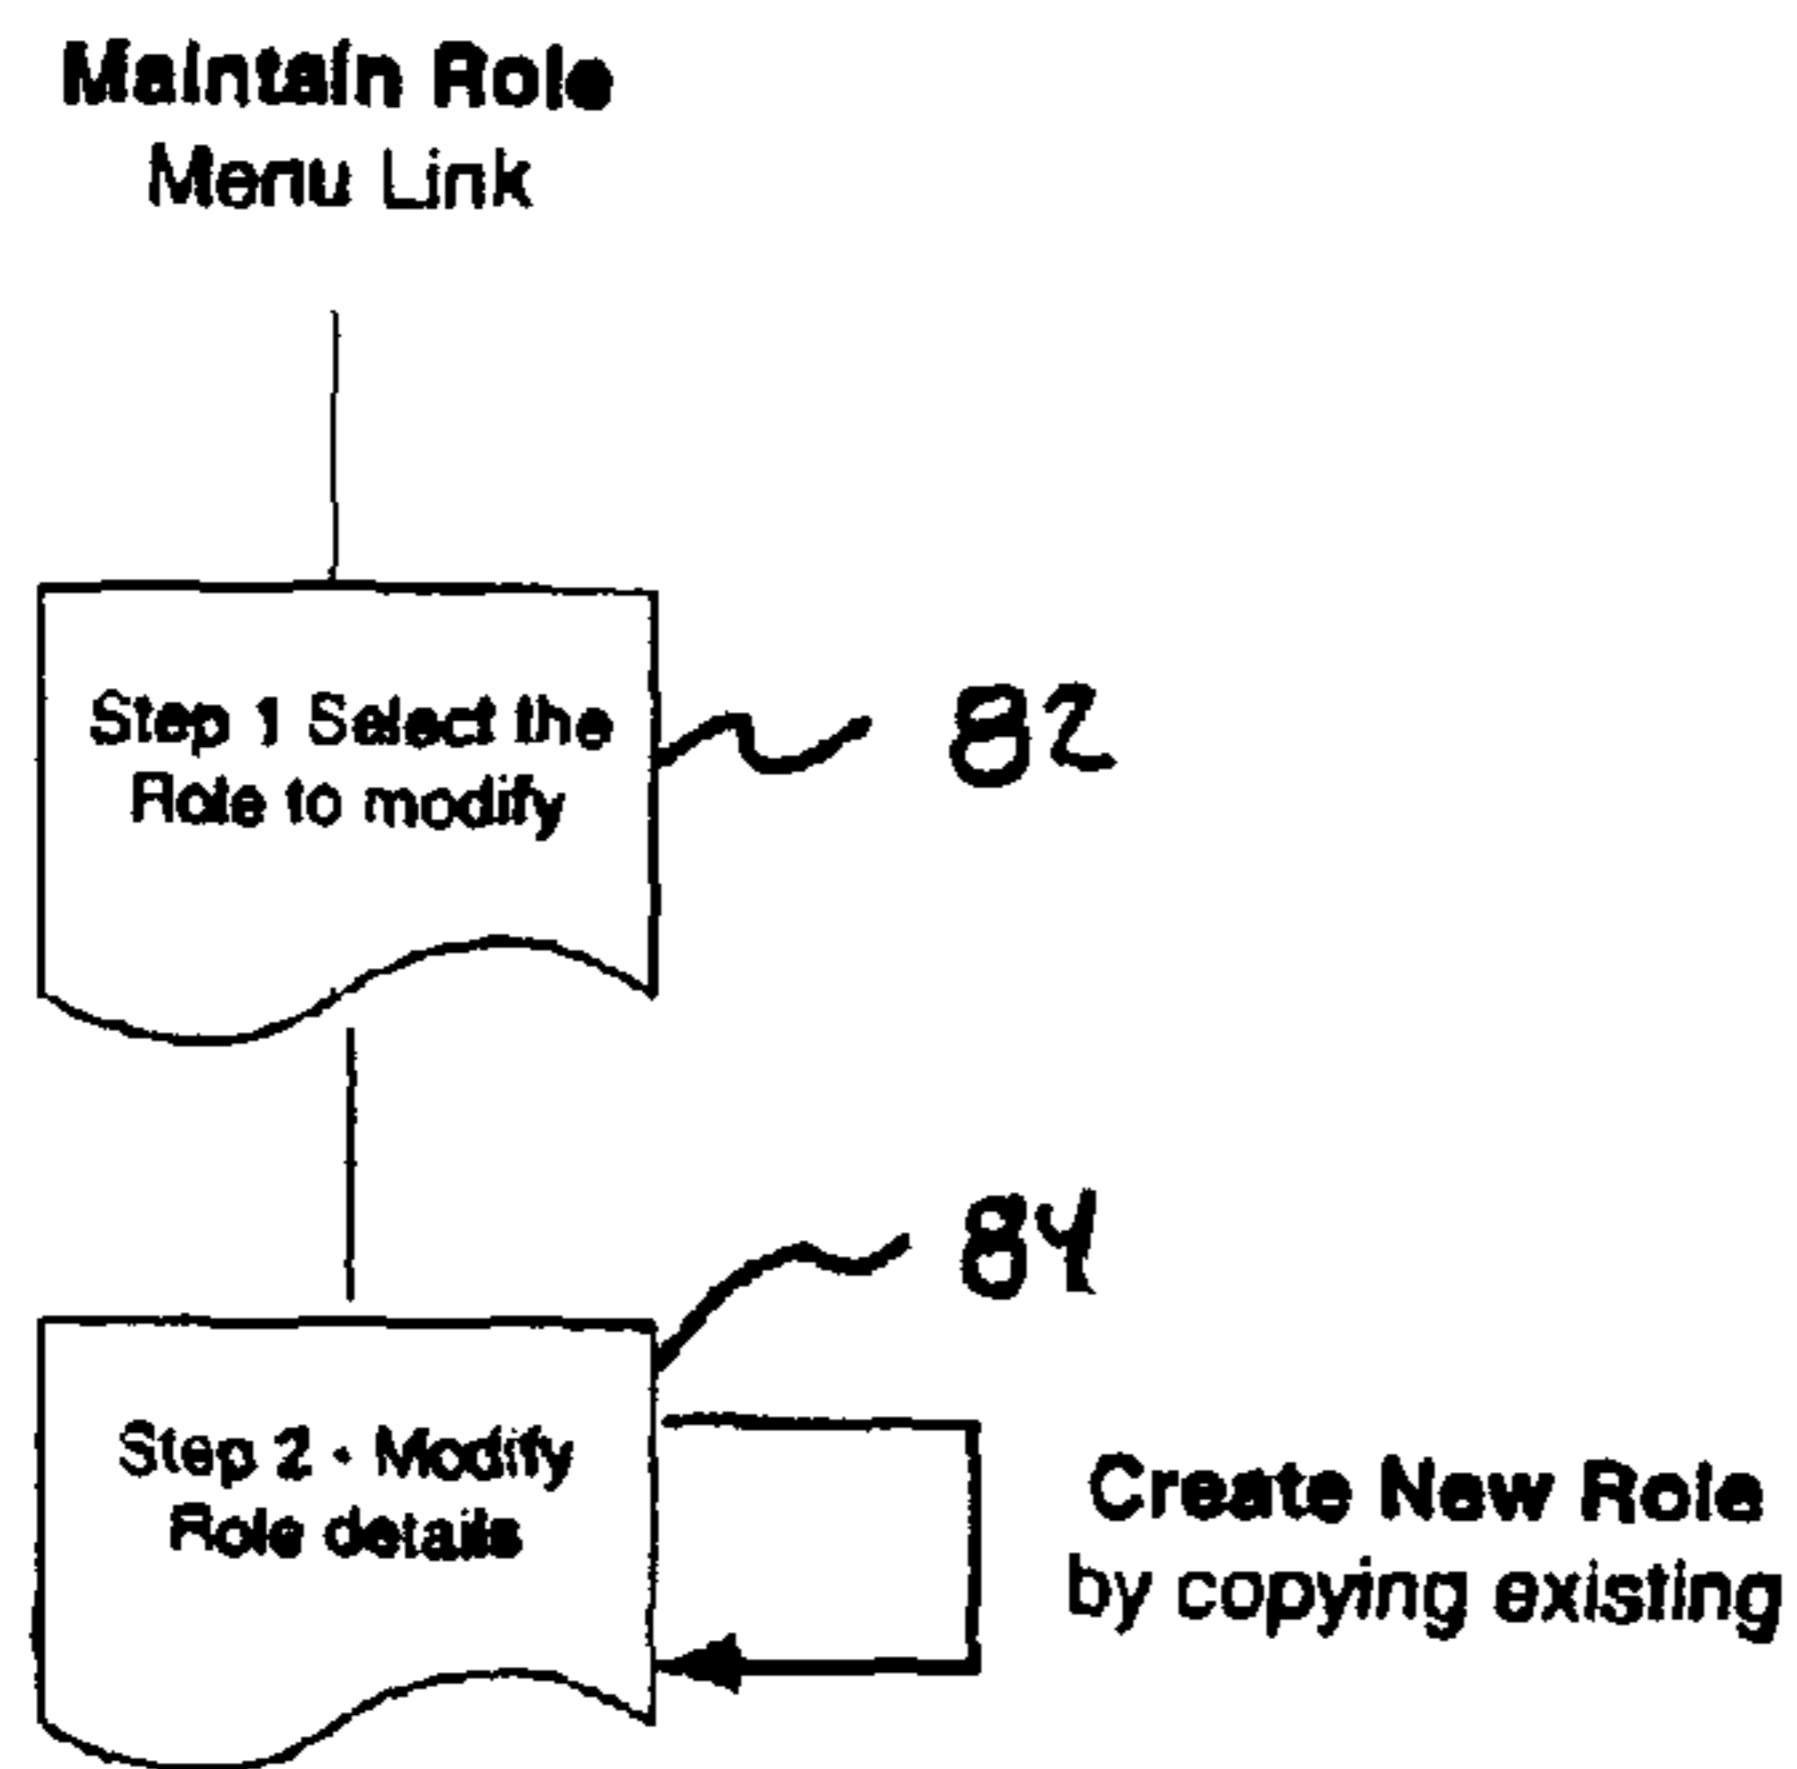 Maintain Role
Menu Link
Step 1 Select the
Role to modify
82
84
Step 2 - Modify
Role details
Create New Role
by copying existing